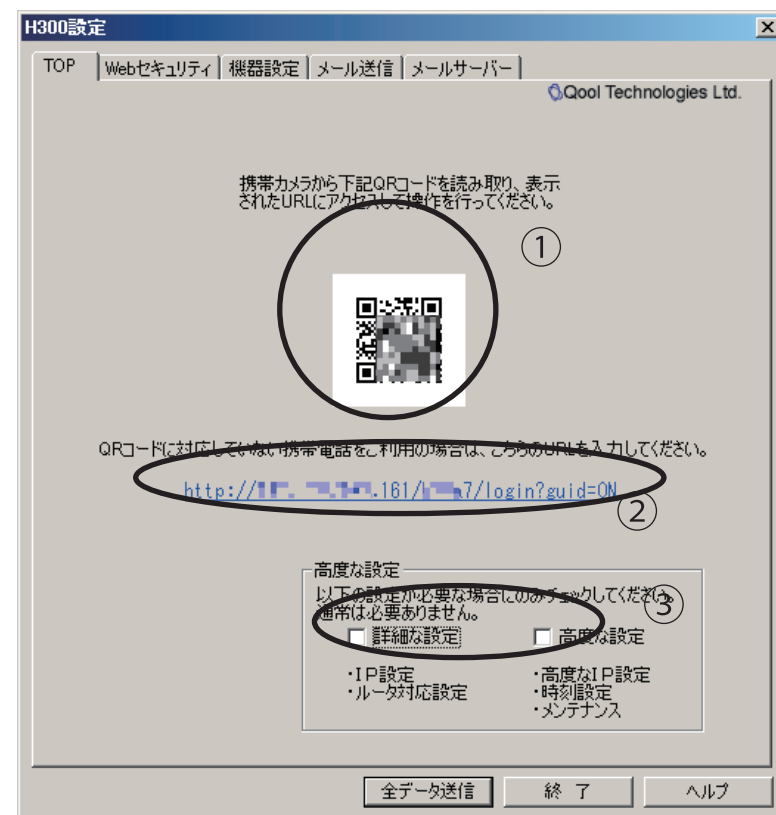 H300設定
TOP Webセキュリティ 機器設定 メール送信 メールサーバー
Qool Technologies Ltd.
携帯カメラから下記QRコードを読み取り、表示
されたURLにアクセスして操作を行ってください。
①
QRコードに対応していない携帯電話をご利用の場合は、こちらのURLを入力してください。
http:// .161/ 7/login?guid=ON
②
高度な設定
以下の設定が必要な場合にのみチェックしてください。
通常は必要ありません。
③
詳細な設定 高度な設定
・IP設定 ・高度なIP設定
・ルータ対応設定 ・時刻設定
・メンテナンス
全データ送信 終 了 ヘルプ